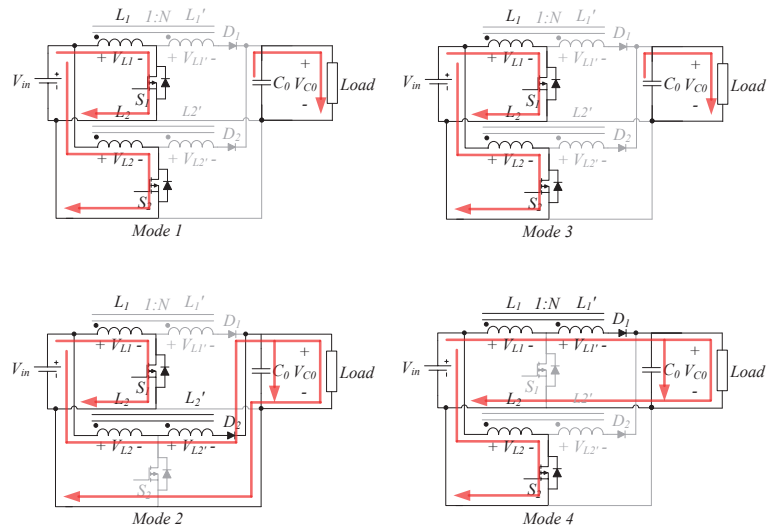 L1 1:N L1'
D1
+ VL1 - + VL1' -
Vin
S1
C0 VC0
+
-
Load
L2 L2'
D2
+ VL2 - + VL2' -
S2
Mode 1
L1 1:N L1'
D1
+ VL1 - + VL1' -
Vin
S1
C0 VC0
+
-
Load
L2 L2'
D2
+ VL2 - + VL2' -
S2
Mode 3
L1 1:N L1'
D1
+ VL1 - + VL1' -
Vin
S1
C0 VC0
+
-
Load
L2 L2'
D2
+ VL2 - + VL2' -
S2
Mode 2
L1 1:N L1'
D1
+ VL1 - + VL1' -
Vin
S1
C0 VC0
+
-
Load
L2 L2'
D2
+ VL2 - + VL2' -
S2
Mode 4